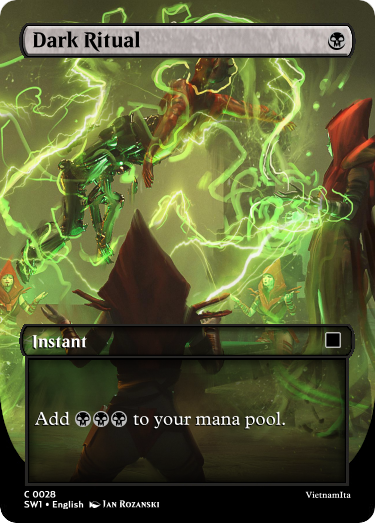 Dark Ritual
Instant
Add to your mana pool.
C 0028
SW1 • English Ian Rozanski
VietnamIta